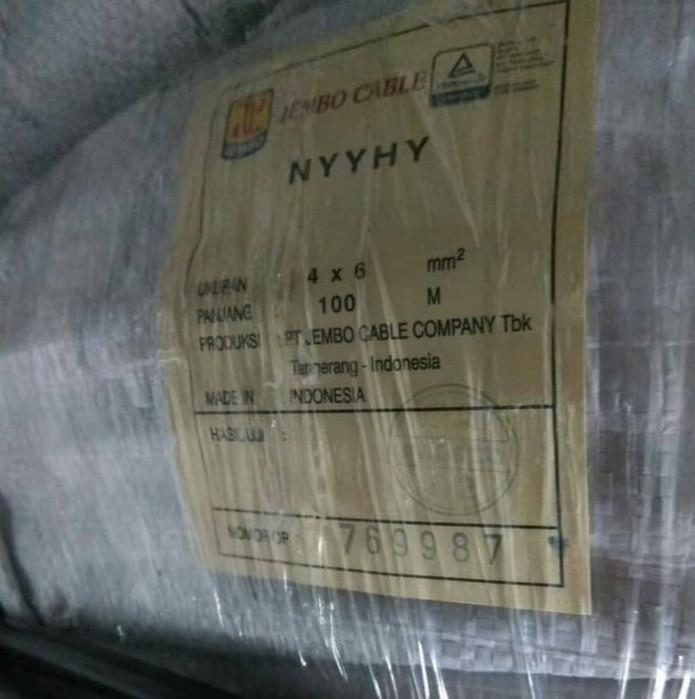 JEMBO CABLE
NYYHY
UKURAN : 4 x 6 mm²
PANJANG : 100 M
PRODUKSI : PT JEMBO CABLE COMPANY Tbk
Tangerang - Indonesia
MADE IN : INDONESIA
HASIL UJI :
NOMOR OP : 769987